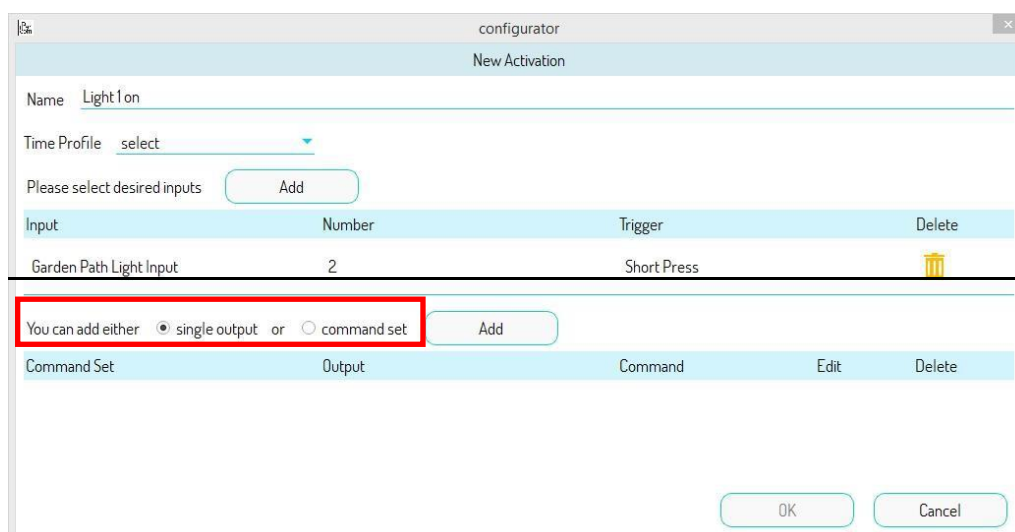 configurator
New Activation
Name Light 1 on
Time Profile select
Please select desired inputs Add
Input Number Trigger Delete
Garden Path Light Input 2 Short Press
You can add either single output or command set Add
Command Set Output Command Edit Delete
OK Cancel